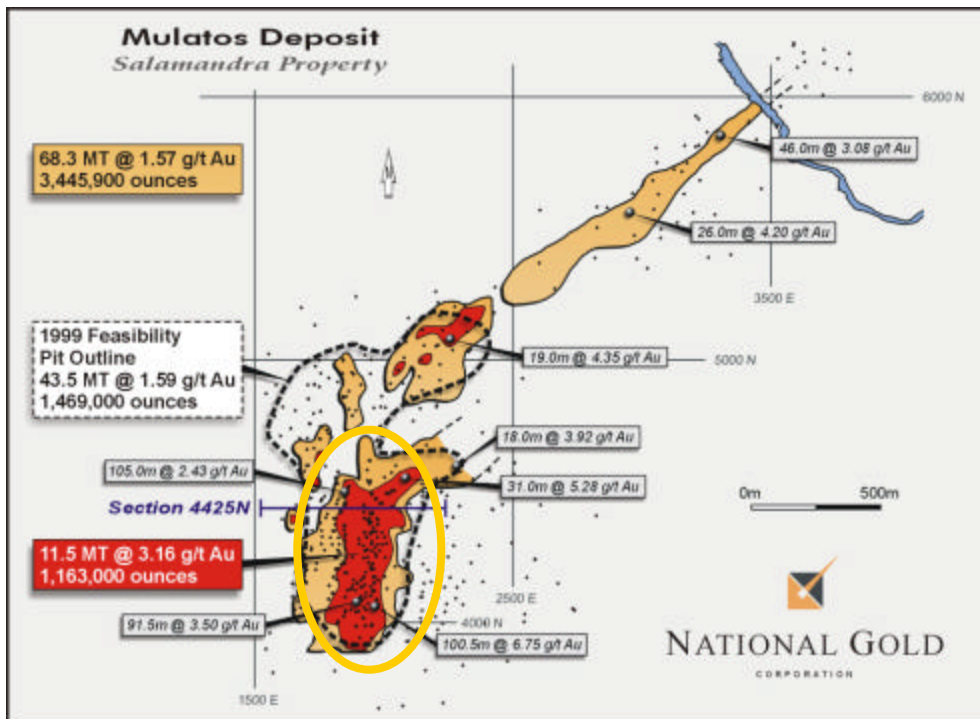 Mulatos Deposit
Salamandra Property
6000 N
68.3 MT @ 1.57 g/t Au
3,445,900 ounces
46.0m @ 3.08 g/t Au
26.0m @ 4.20 g/t Au
3500 E
1999 Feasibility
Pit Outline
43.5 MT @ 1.59 g/t Au
1,469,000 ounces
19.0m @ 4.35 g/t Au
5000 N
18.0m @ 3.92 g/t Au
105.0m @ 2.43 g/t Au
31.0m @ 5.28 g/t Au
Section 4425N
0m
500m
11.5 MT @ 3.16 g/t Au
1,163,000 ounces
2500 E
91.5m @ 3.50 g/t Au
4000 N
100.5m @ 6.75 g/t Au
NATIONAL GOLD
CORPORATION
1500 E